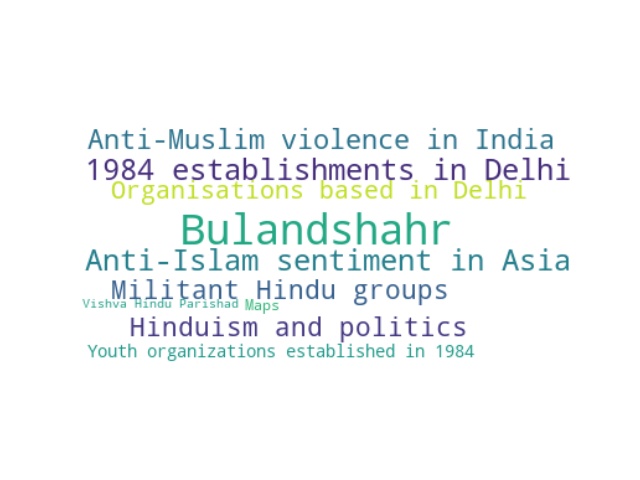 Anti-Muslim violence in India
1984 establishments in Delhi
Organisations based in Delhi
Bulandshahr
Anti-Islam sentiment in Asia
Militant Hindu groups
Vishva Hindu Parishad Maps
Hinduism and politics
Youth organizations established in 1984